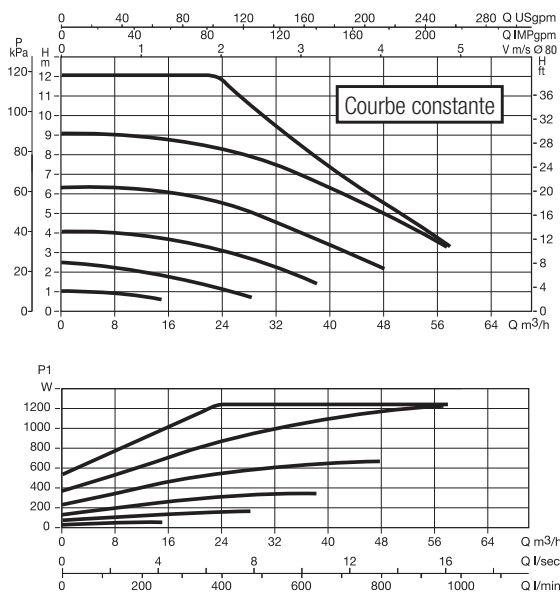 0 40 80 120 160 200 240 280 Q USgpm
0 40 80 120 160 200 Q IMPgpm
0 1 2 3 4 5 V m/s Ø 80
P kPa
H m
H ft
120 100 80 60 40 20 0
12 11 10 9 8 7 6 5 4 3 2 1 0
36 32 28 24 20 16 12 8 4 0
Courbe constante
0 8 16 24 32 40 48 56 64 Q m³/h
P1
W
1200
1000
800
600
400
200
0
0 8 16 24 32 40 48 56 64 Q m³/h
0 4 8 12 16 Q l/sec
0 200 400 600 800 1000 Q l/min